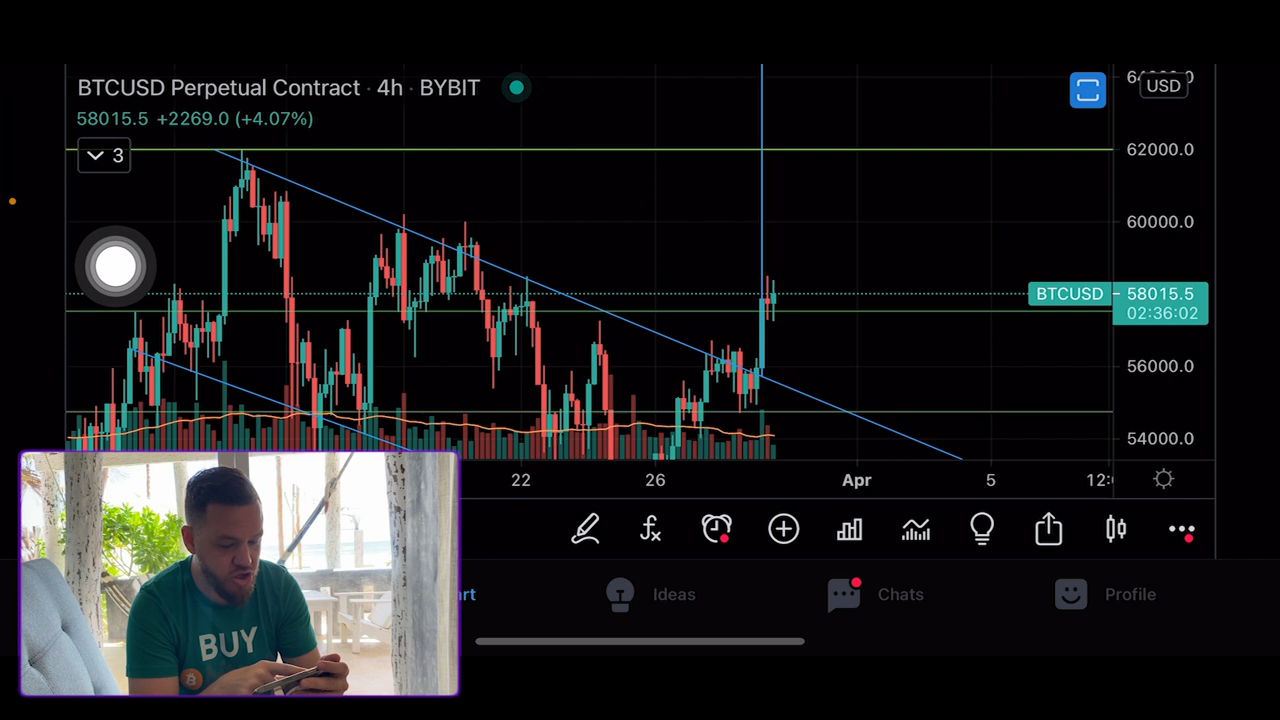 BTCUSD Perpetual Contract · 4h · BYBIT
58015.5 +2269.0 (+4.07%)
3
USD
62000.0
60000.0
BTCUSD
58015.5
02:36:02
56000.0
54000.0
22
26
Apr
5
Ideas
Chats
Profile
BUY